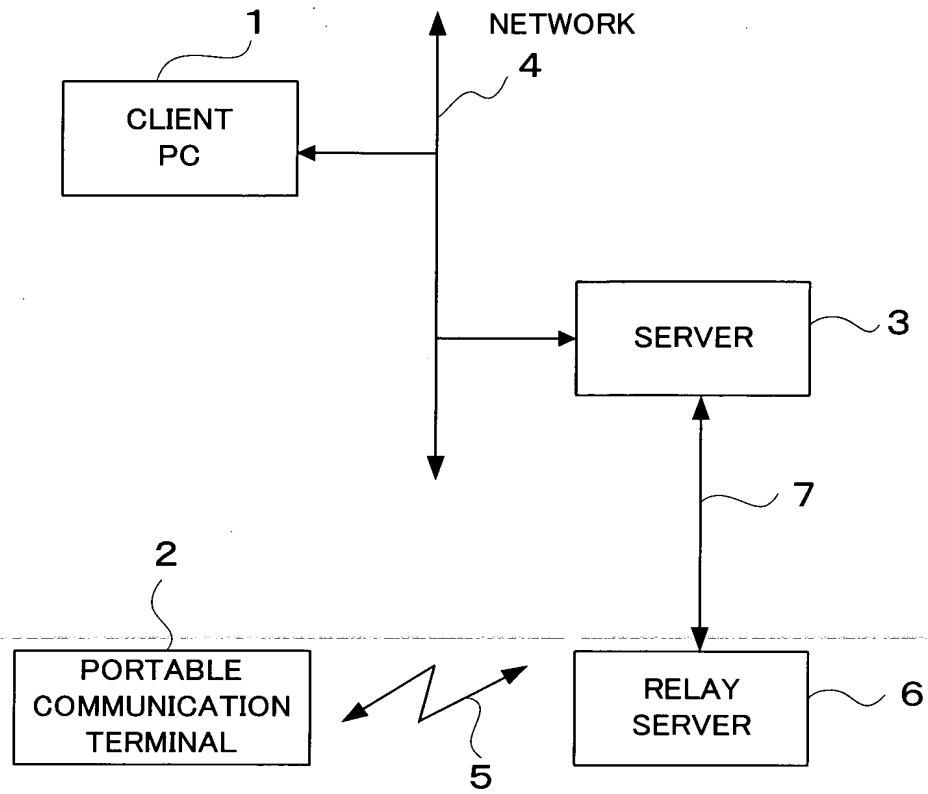 1
NETWORK
4
CLIENT
PC
SERVER
3
7
2
PORTABLE
COMMUNICATION
TERMINAL
5
RELAY
SERVER
6